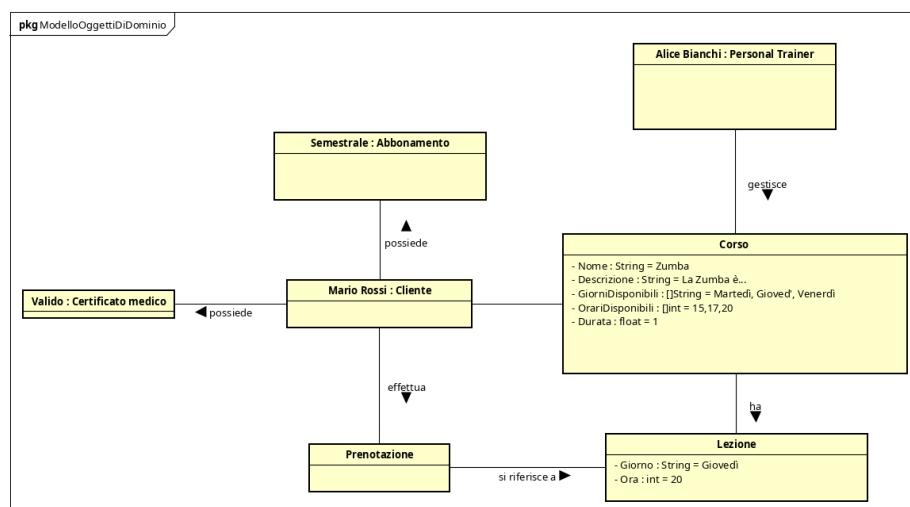 pkg ModelloOggettiDiDominio
Alice Bianchi : Personal Trainer
Semestrale : Abbonamento
gestisce
possiede
Corso
- Nome : String = Zumba
- Descrizione : String = La Zumba è...
- GiorniDisponibili : []String = Martedì, Gioved', Venerdì
- OrariDisponibili : []int = 15,17,20
- Durata : float = 1
Mario Rossi : Cliente
Valido : Certificato medico
possiede
effettua
ha
Prenotazione
Lezione
- Giorno : String = Giovedì
- Ora : int = 20
si riferisce a